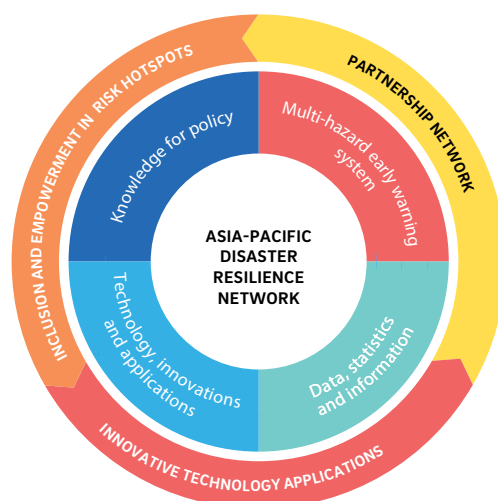 INCLUSION AND EMPOWERMENT IN RISK HOTSPOTS
PARTNERSHIP NETWORK
Knowledge for policy
Multi-hazard early warning
system
ASIA-PACIFIC
DISASTER
RESILIENCE
NETWORK
Technology, innovations
and applications
Data, statistics
and information
INNOVATIVE TECHNOLOGY APPLICATIONS